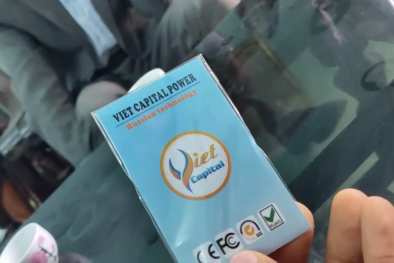 VIET CAPITAL POWER
Russian technology
Viet
Capital
CE FC